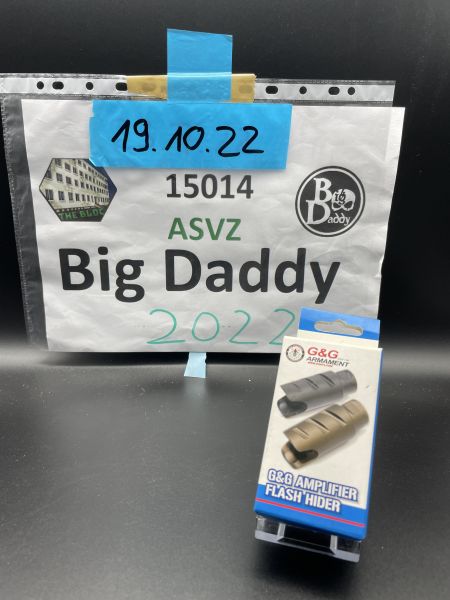 19.10.22
THE BLOC
15014
ASVZ
Big Daddy
Big Daddy
2022
G&G
ARMAMENT
G&G AMPLIFIER
FLASH HIDER